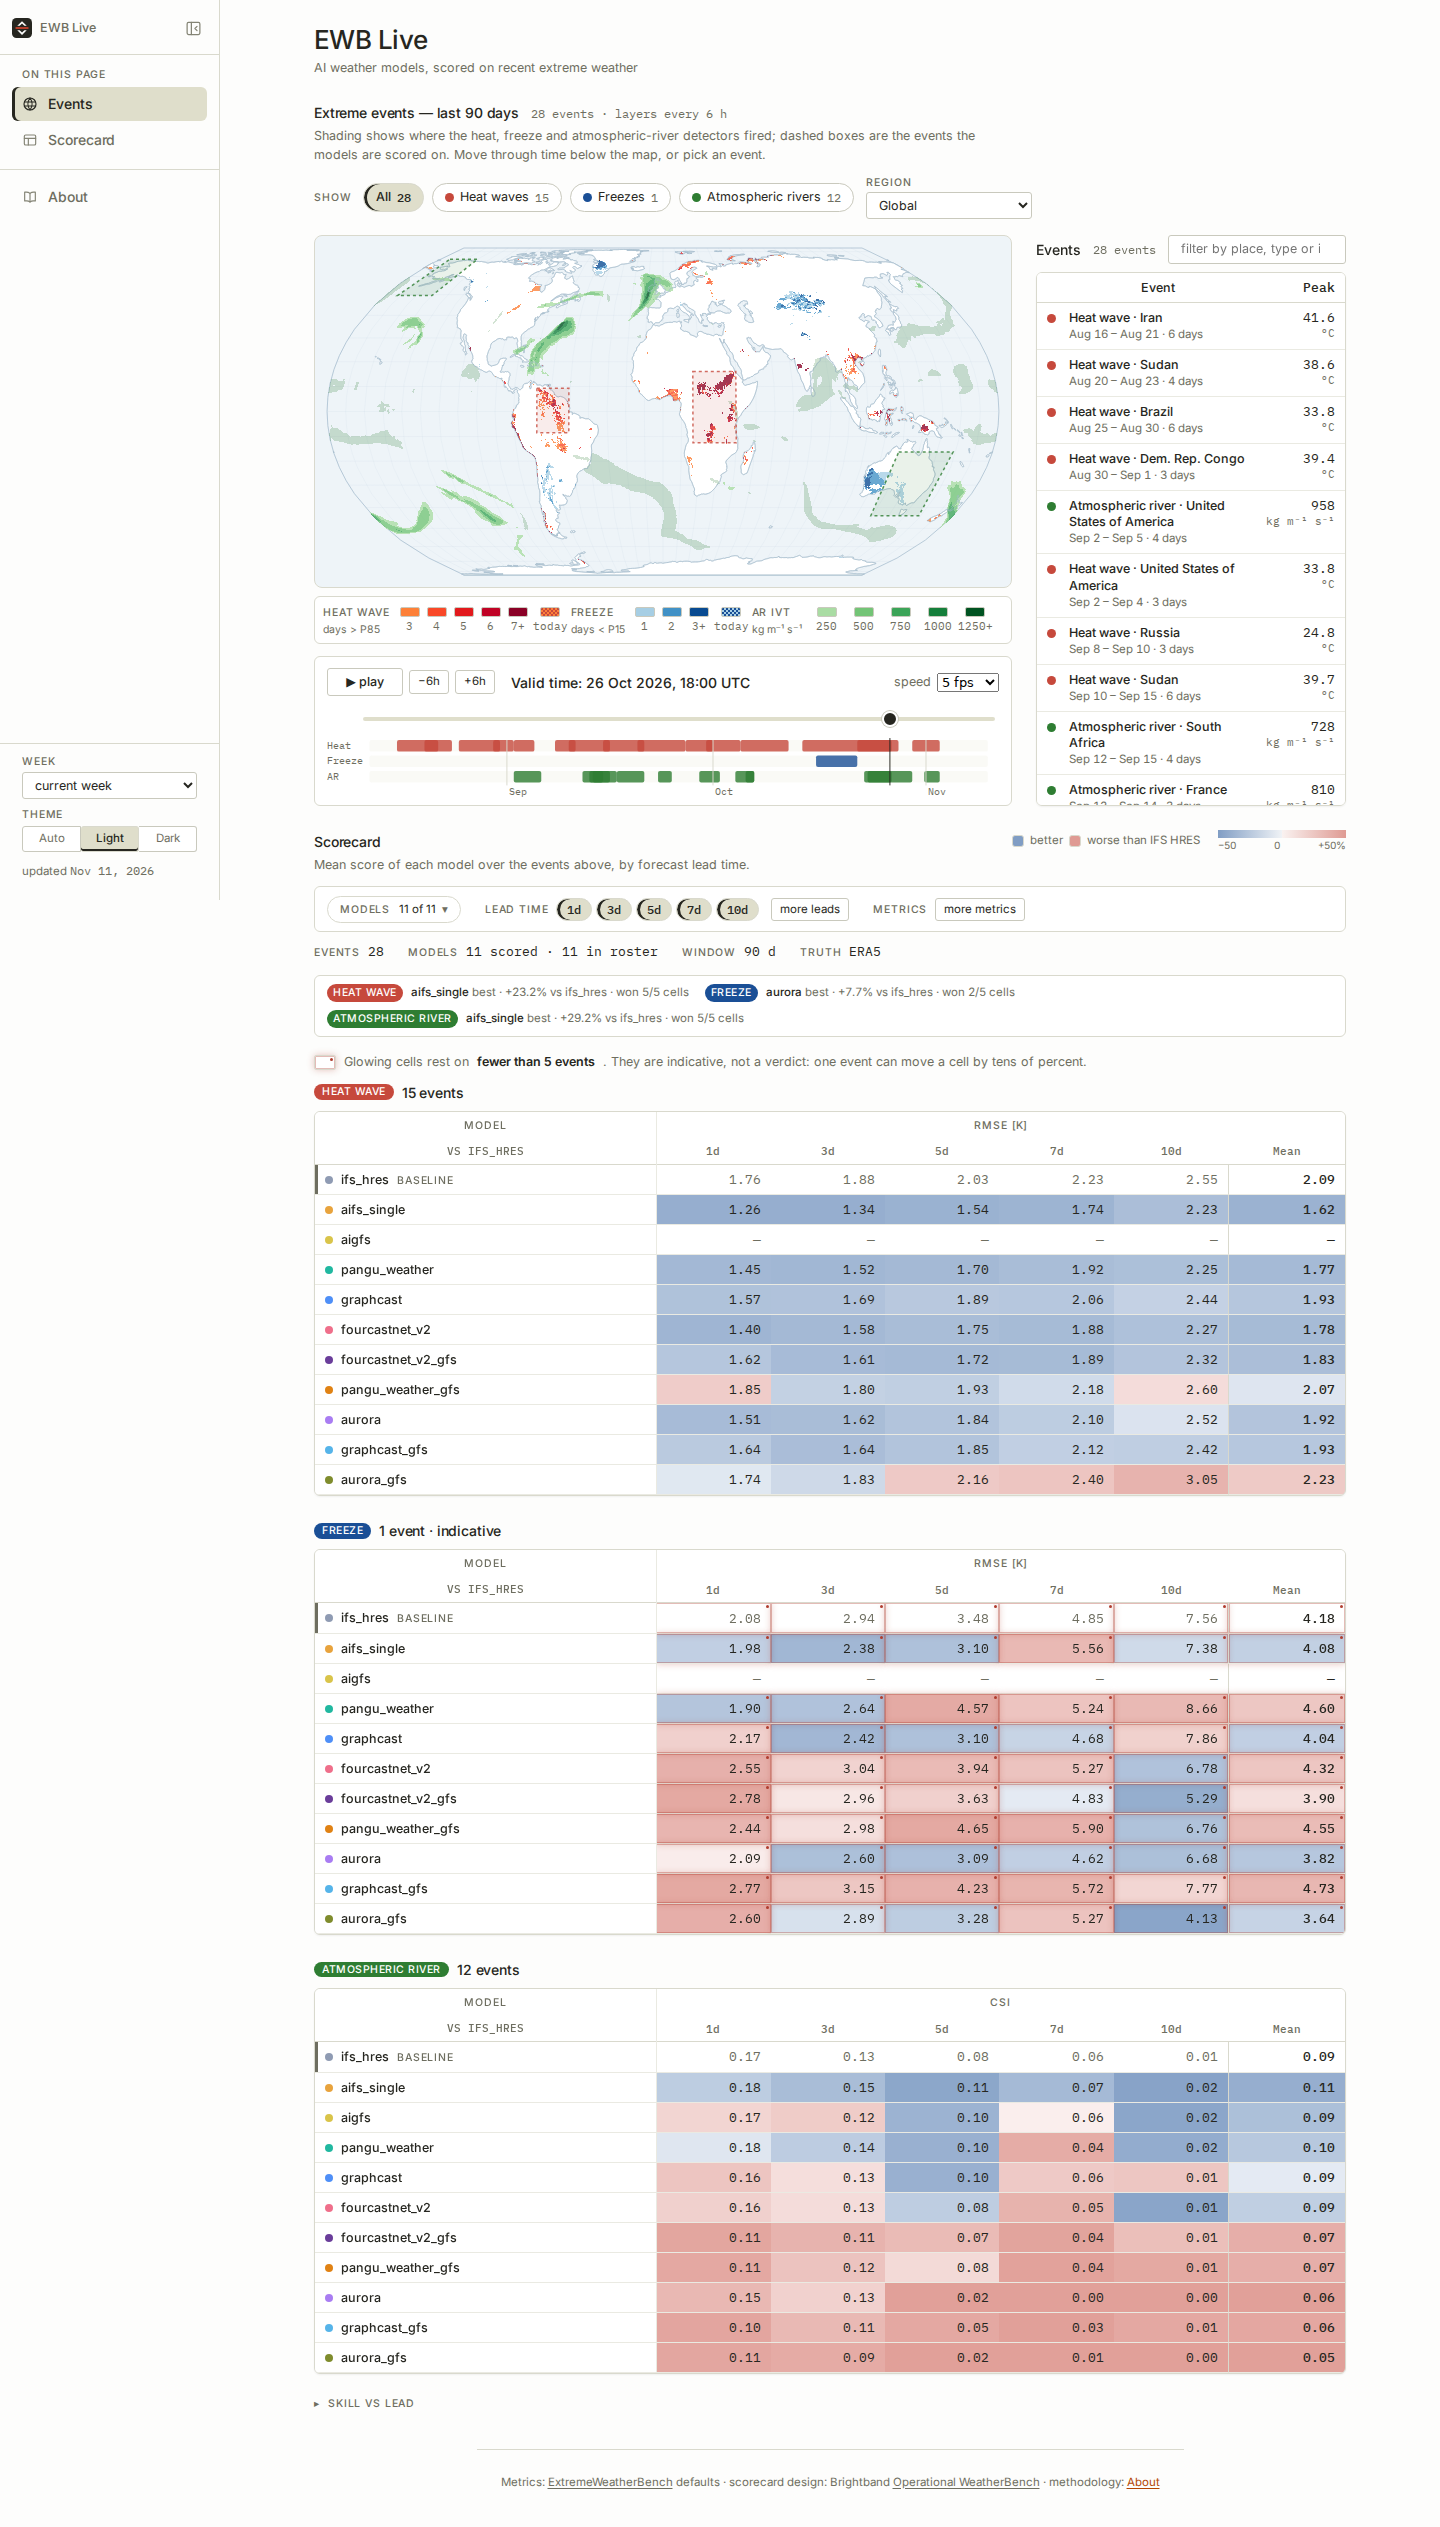 EWB Live
ON THIS PAGE
Events
Scorecard
About
WEEK
current week
THEME
Auto Light Dark
updated Nov 11, 2026
EWB Live
AI weather models, scored on recent extreme weather
Extreme events — last 90 days 28 events · layers every 6 h
Shading shows where the heat, freeze and atmospheric-river detectors fired; dashed boxes are the events the
models are scored on. Move through time below the map, or pick an event.
SHOW All 28 Heat waves 15 Freezes 1 Atmospheric rivers 12
REGION
Global
HEAT WAVE
days > P85
3 4 5 6 7+ today
FREEZE
days < P15
1 2 3+ today
AR IVT
kg m⁻¹ s⁻¹
250 500 750 1000 1250+
▶ play −6h +6h Valid time: 26 Oct 2026, 18:00 UTC speed 5 fps
Heat
Freeze
AR
Sep Oct Nov
Events 28 events filter by place, type or i
Event Peak
Heat wave · Iran 41.6
Aug 16 – Aug 21 · 6 days °C
Heat wave · Sudan 38.6
Aug 20 – Aug 23 · 4 days °C
Heat wave · Brazil 33.8
Aug 25 – Aug 30 · 6 days °C
Heat wave · Dem. Rep. Congo 39.4
Aug 30 – Sep 1 · 3 days °C
Atmospheric river · United 958
States of America kg m⁻¹ s⁻¹
Sep 2 – Sep 5 · 4 days
Heat wave · United States of 33.8
America °C
Sep 2 – Sep 4 · 3 days
Heat wave · Russia 24.8
Sep 8 – Sep 10 · 3 days °C
Heat wave · Sudan 39.7
Sep 10 – Sep 15 · 6 days °C
Atmospheric river · South 728
Africa kg m⁻¹ s⁻¹
Sep 12 – Sep 15 · 4 days
Atmospheric river · France 810
Scorecard
better worse than IFS HRES −50 0 +50%
Mean score of each model over the events above, by forecast lead time.
MODELS 11 of 11 ▾ LEAD TIME 1d 3d 5d 7d 10d more leads METRICS more metrics
EVENTS 28 MODELS 11 scored · 11 in roster WINDOW 90 d TRUTH ERA5
HEAT WAVE aifs_single best · +23.2% vs ifs_hres · won 5/5 cells FREEZE aurora best · +7.7% vs ifs_hres · won 2/5 cells
ATMOSPHERIC RIVER aifs_single best · +29.2% vs ifs_hres · won 5/5 cells
Glowing cells rest on fewer than 5 events . They are indicative, not a verdict: one event can move a cell by tens of percent.
HEAT WAVE 15 events
MODEL RMSE [K]
VS IFS_HRES 1d 3d 5d 7d 10d Mean
ifs_hres BASELINE 1.76 1.88 2.03 2.23 2.55 2.09
aifs_single 1.26 1.34 1.54 1.74 2.23 1.62
aigfs — — — — — —
pangu_weather 1.45 1.52 1.70 1.92 2.25 1.77
graphcast 1.57 1.69 1.89 2.06 2.44 1.93
fourcastnet_v2 1.40 1.58 1.75 1.88 2.27 1.78
fourcastnet_v2_gfs 1.62 1.61 1.72 1.89 2.32 1.83
pangu_weather_gfs 1.85 1.80 1.93 2.18 2.60 2.07
aurora 1.51 1.62 1.84 2.10 2.52 1.92
graphcast_gfs 1.64 1.64 1.85 2.12 2.42 1.93
aurora_gfs 1.74 1.83 2.16 2.40 3.05 2.23
FREEZE 1 event · indicative
MODEL RMSE [K]
VS IFS_HRES 1d 3d 5d 7d 10d Mean
ifs_hres BASELINE 2.08 2.94 3.48 4.85 7.56 4.18
aifs_single 1.98 2.38 3.10 5.56 7.38 4.08
aigfs — — — — — —
pangu_weather 1.90 2.64 4.57 5.24 8.66 4.60
graphcast 2.17 2.42 3.10 4.68 7.86 4.04
fourcastnet_v2 2.55 3.04 3.94 5.27 6.78 4.32
fourcastnet_v2_gfs 2.78 2.96 3.63 4.83 5.29 3.90
pangu_weather_gfs 2.44 2.98 4.65 5.90 6.76 4.55
aurora 2.09 2.60 3.09 4.62 6.68 3.82
graphcast_gfs 2.77 3.15 4.23 5.72 7.77 4.73
aurora_gfs 2.60 2.89 3.28 5.27 4.13 3.64
ATMOSPHERIC RIVER 12 events
MODEL CSI
VS IFS_HRES 1d 3d 5d 7d 10d Mean
ifs_hres BASELINE 0.17 0.13 0.08 0.06 0.01 0.09
aifs_single 0.18 0.15 0.11 0.07 0.02 0.11
aigfs 0.17 0.12 0.10 0.06 0.02 0.09
pangu_weather 0.18 0.14 0.10 0.04 0.02 0.10
graphcast 0.16 0.13 0.10 0.06 0.01 0.09
fourcastnet_v2 0.16 0.13 0.08 0.05 0.01 0.09
fourcastnet_v2_gfs 0.11 0.11 0.07 0.04 0.01 0.07
pangu_weather_gfs 0.11 0.12 0.08 0.04 0.01 0.07
aurora 0.15 0.13 0.02 0.00 0.00 0.06
graphcast_gfs 0.10 0.11 0.05 0.03 0.01 0.06
aurora_gfs 0.11 0.09 0.02 0.01 0.00 0.05
▸ SKILL VS LEAD
Metrics: ExtremeWeatherBench defaults · scorecard design: Brightband Operational WeatherBench · methodology: About